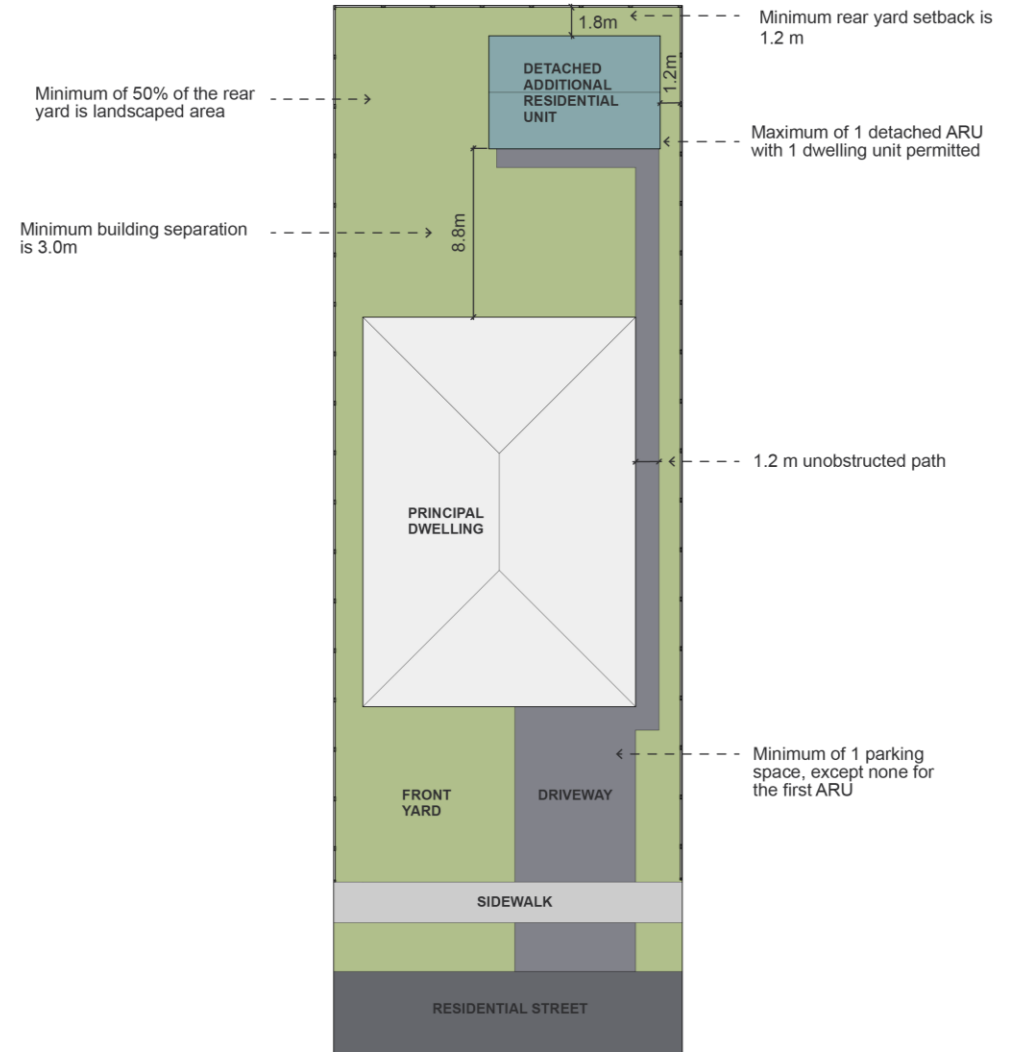 1.8m
Minimum rear yard setback is
1.2 m
DETACHED
ADDITIONAL
RESIDENTIAL
UNIT
1.2m
Minimum of 50% of the rear
yard is landscaped area
Maximum of 1 detached ARU
with 1 dwelling unit permitted
Minimum building separation
is 3.0m
8.8m
1.2 m unobstructed path
PRINCIPAL
DWELLING
Minimum of 1 parking
space, except none for
the first ARU
FRONT
YARD
DRIVEWAY
SIDEWALK
RESIDENTIAL STREET